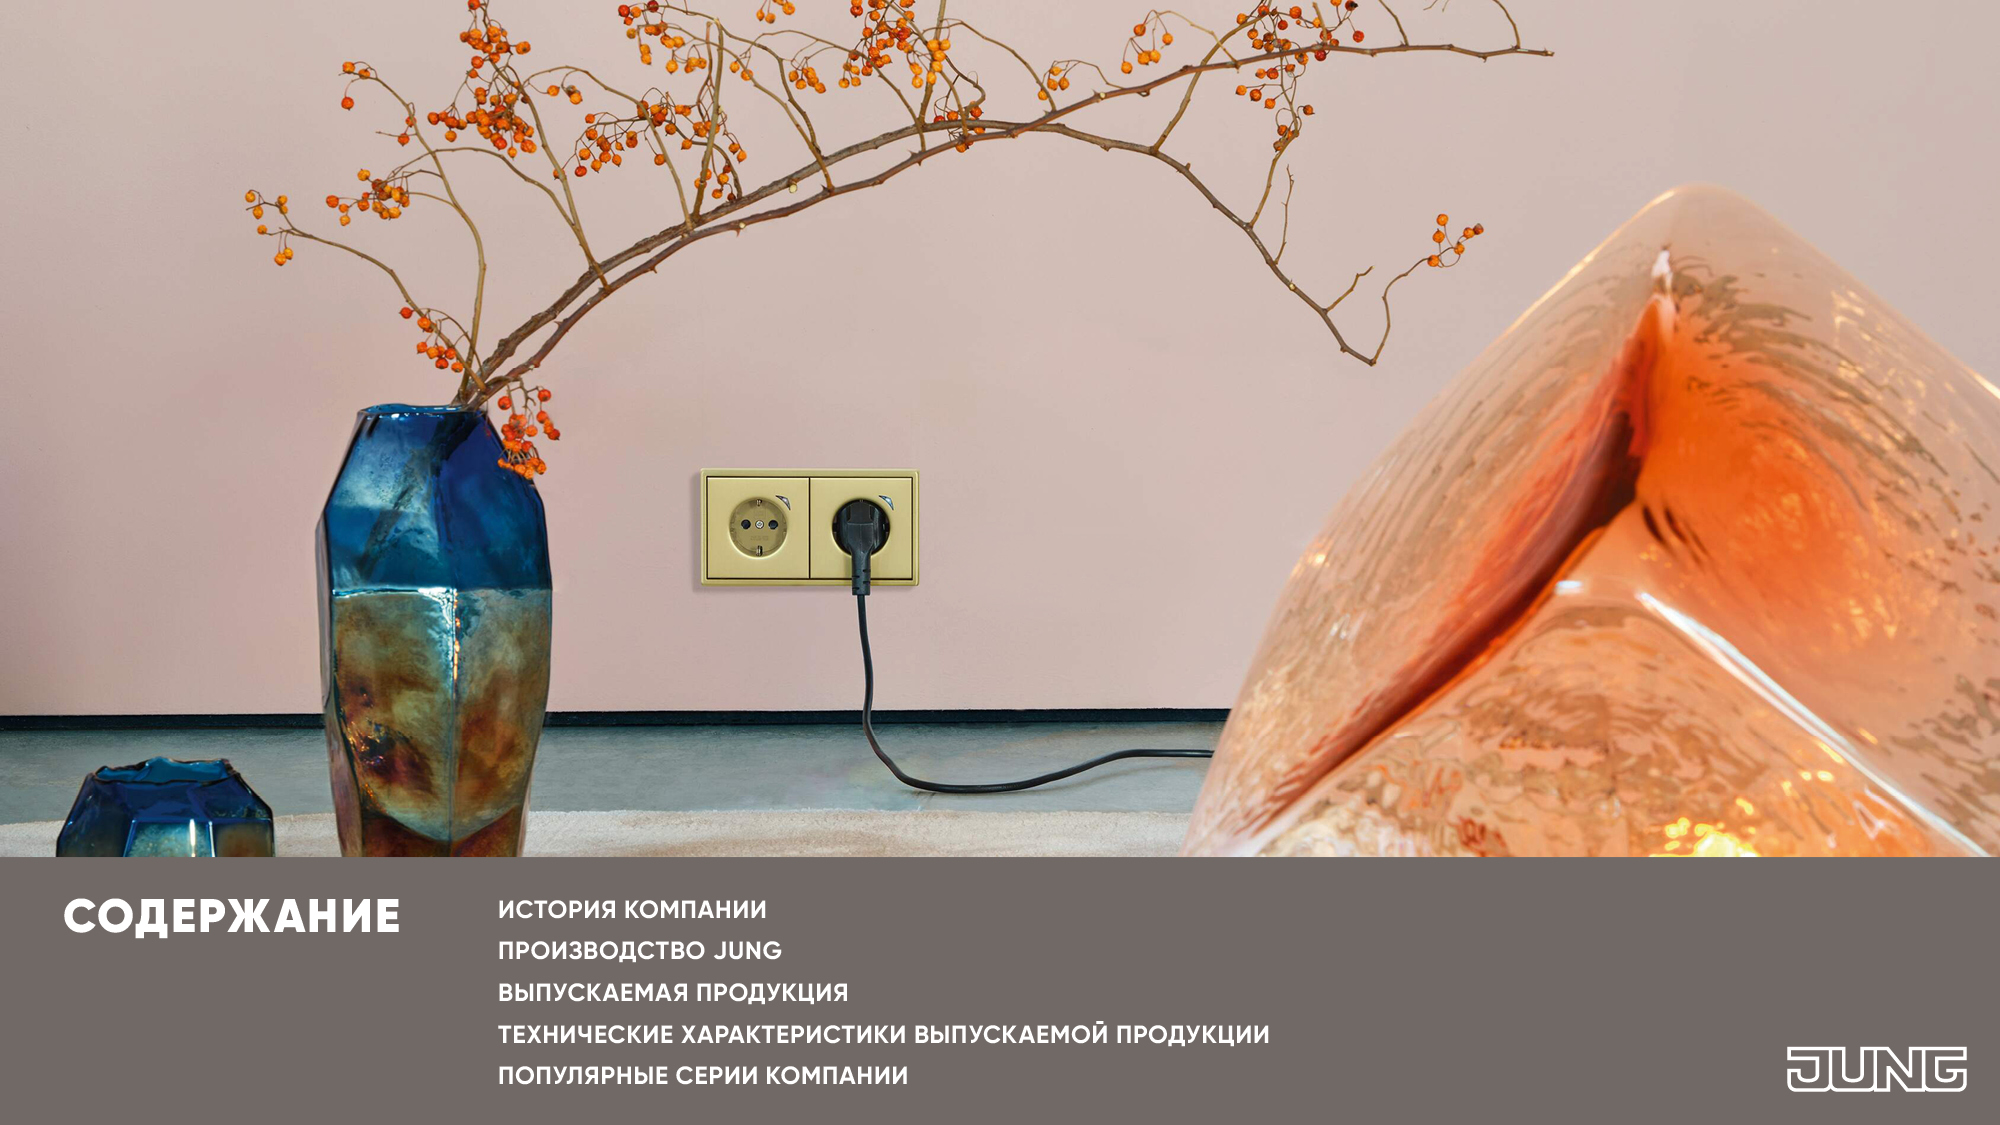 СОДЕРЖАНИЕ
ИСТОРИЯ КОМПАНИИ
ПРОИЗВОДСТВО JUNG
ВЫПУСКАЕМАЯ ПРОДУКЦИЯ
ТЕХНИЧЕСКИЕ ХАРАКТЕРИСТИКИ ВЫПУСКАЕМОЙ ПРОДУКЦИИ
ПОПУЛЯРНЫЕ СЕРИИ КОМПАНИИ
JUNG